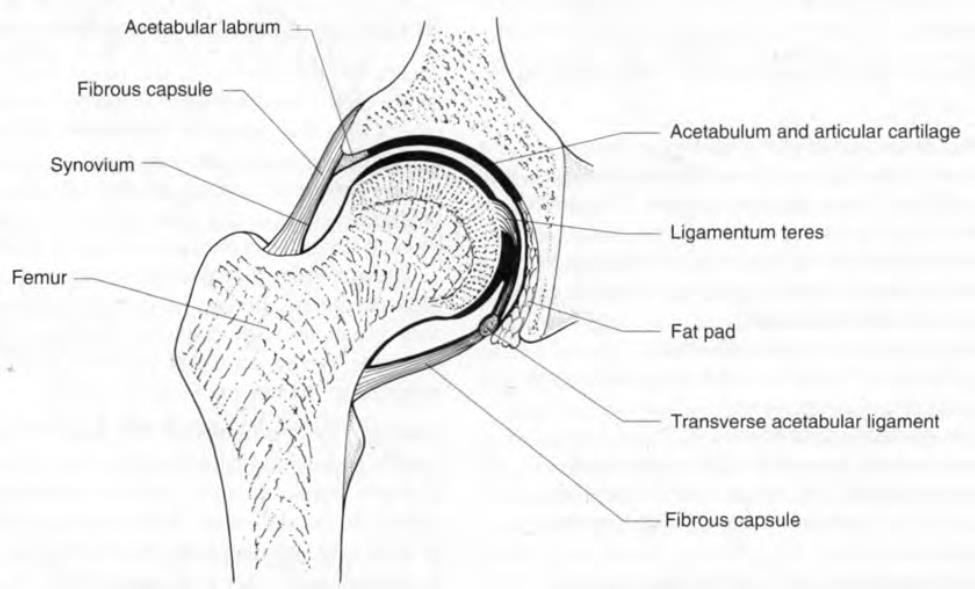 Acetabular labrum
Fibrous capsule
Synovium
Femur
Acetabulum and articular cartilage
Ligamentum teres
Fat pad
Transverse acetabular ligament
Fibrous capsule